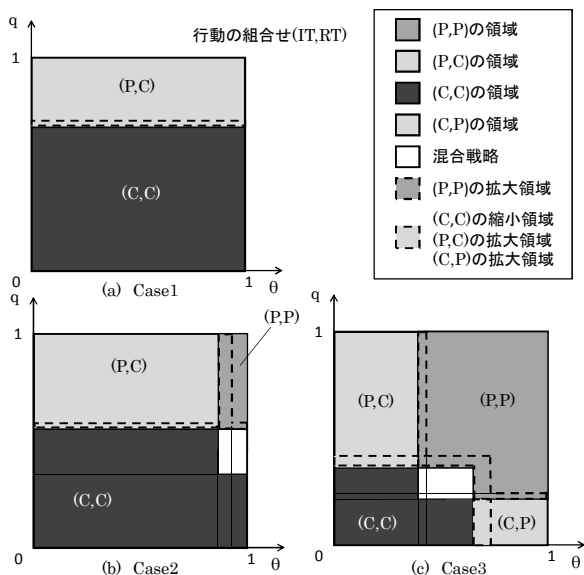 q
行動の組合せ(IT,RT)
1
(P,C)
(C,C)
0
1
θ
(a) Case1
(P,P)の領域
(P,C)の領域
(C,C)の領域
(C,P)の領域
混合戦略
(P,P)の拡大領域
(C,C)の縮小領域
(P,C)の拡大領域
(C,P)の拡大領域
q
1
(P,C)
(P,P)
(C,C)
0
1
θ
(b) Case2
q
1
(P,C)
(P,P)
(C,C)
(C,P)
0
1
θ
(c) Case3